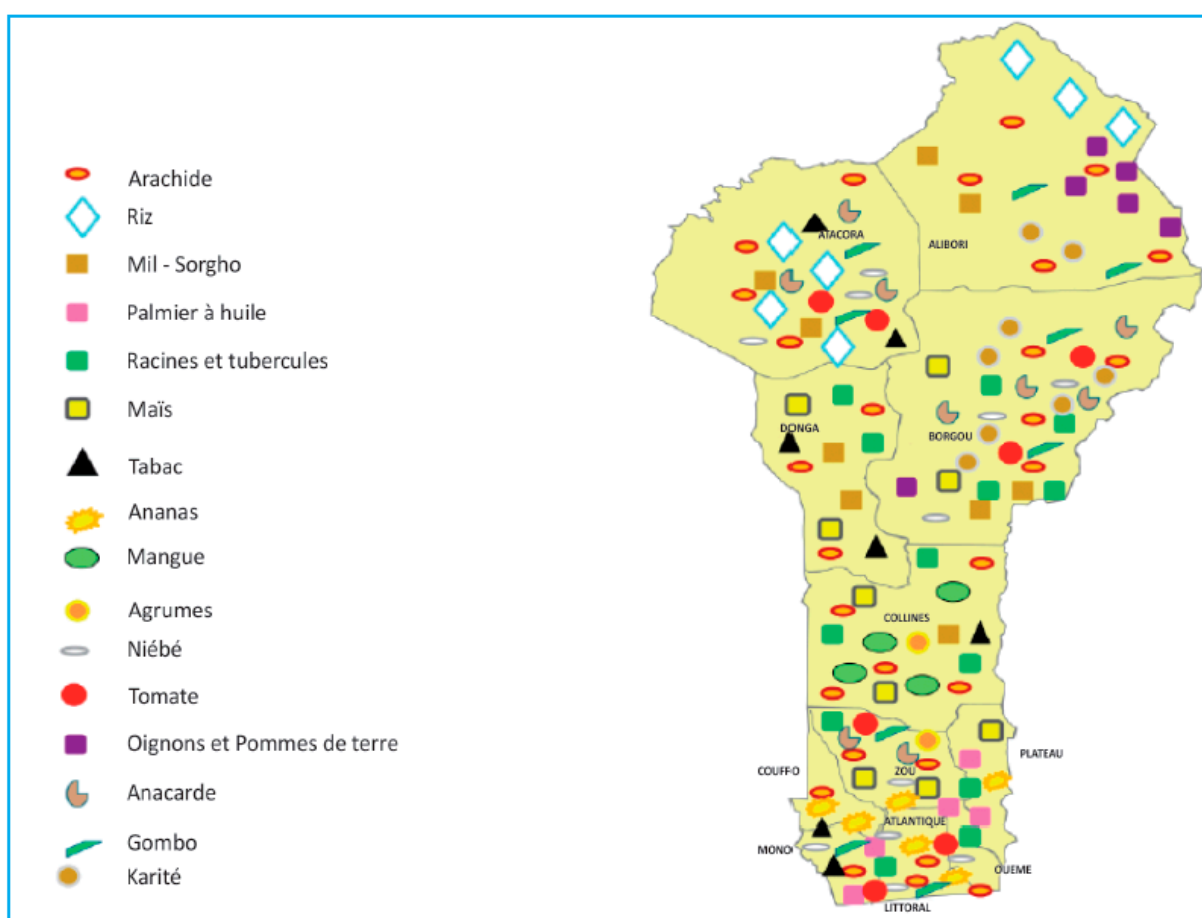 Arachide
Riz
Mil - Sorgho
Palmier à huile
Racines et tubercules
Maïs
Tabac
Ananas
Mangue
Agrumes
Niébé
Tomate
Oignons et Pommes de terre
Anacarde
Gombo
Karité
ATACORA
ALIBORI
DONGA
BORGOU
COLLINES
PLATEAU
COUFFO
ZOU
ATLANTIQUE
MONO
OUEME
LITTORAL